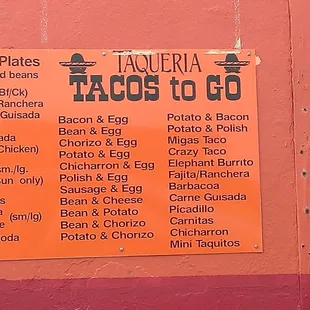 TAQUERIA
TACOS to GO
Plates
d beans
Bf/Ck)
Ranchera
Guisada
ada
Chicken)
sm./lg.
Sun only)
s
a
(sm/lg)
oda
Bacon & Egg
Bean & Egg
Chorizo & Egg
Potato & Egg
Chicharron & Egg
Polish & Egg
Sausage & Egg
Bean & Cheese
Bean & Potato
Bean & Chorizo
Potato & Chorizo
Potato & Bacon
Potato & Polish
Migas Taco
Crazy Taco
Elephant Burrito
Fajita/Ranchera
Barbacoa
Carne Guisada
Picadillo
Carnitas
Chicharron
Mini Taquitos